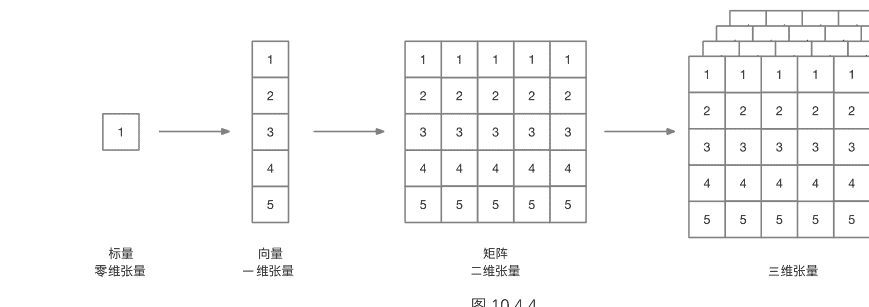 1
1
2
3
4
5
1 1 1 1 1
2 2 2 2 2
3 3 3 3 3
4 4 4 4 4
5 5 5 5 5
1 1 1 1 1
2 2 2 2 2
3 3 3 3 3
4 4 4 4 4
5 5 5 5 5
标量
零维张量
向量
一维张量
矩阵
二维张量
三维张量
图 10.4.4